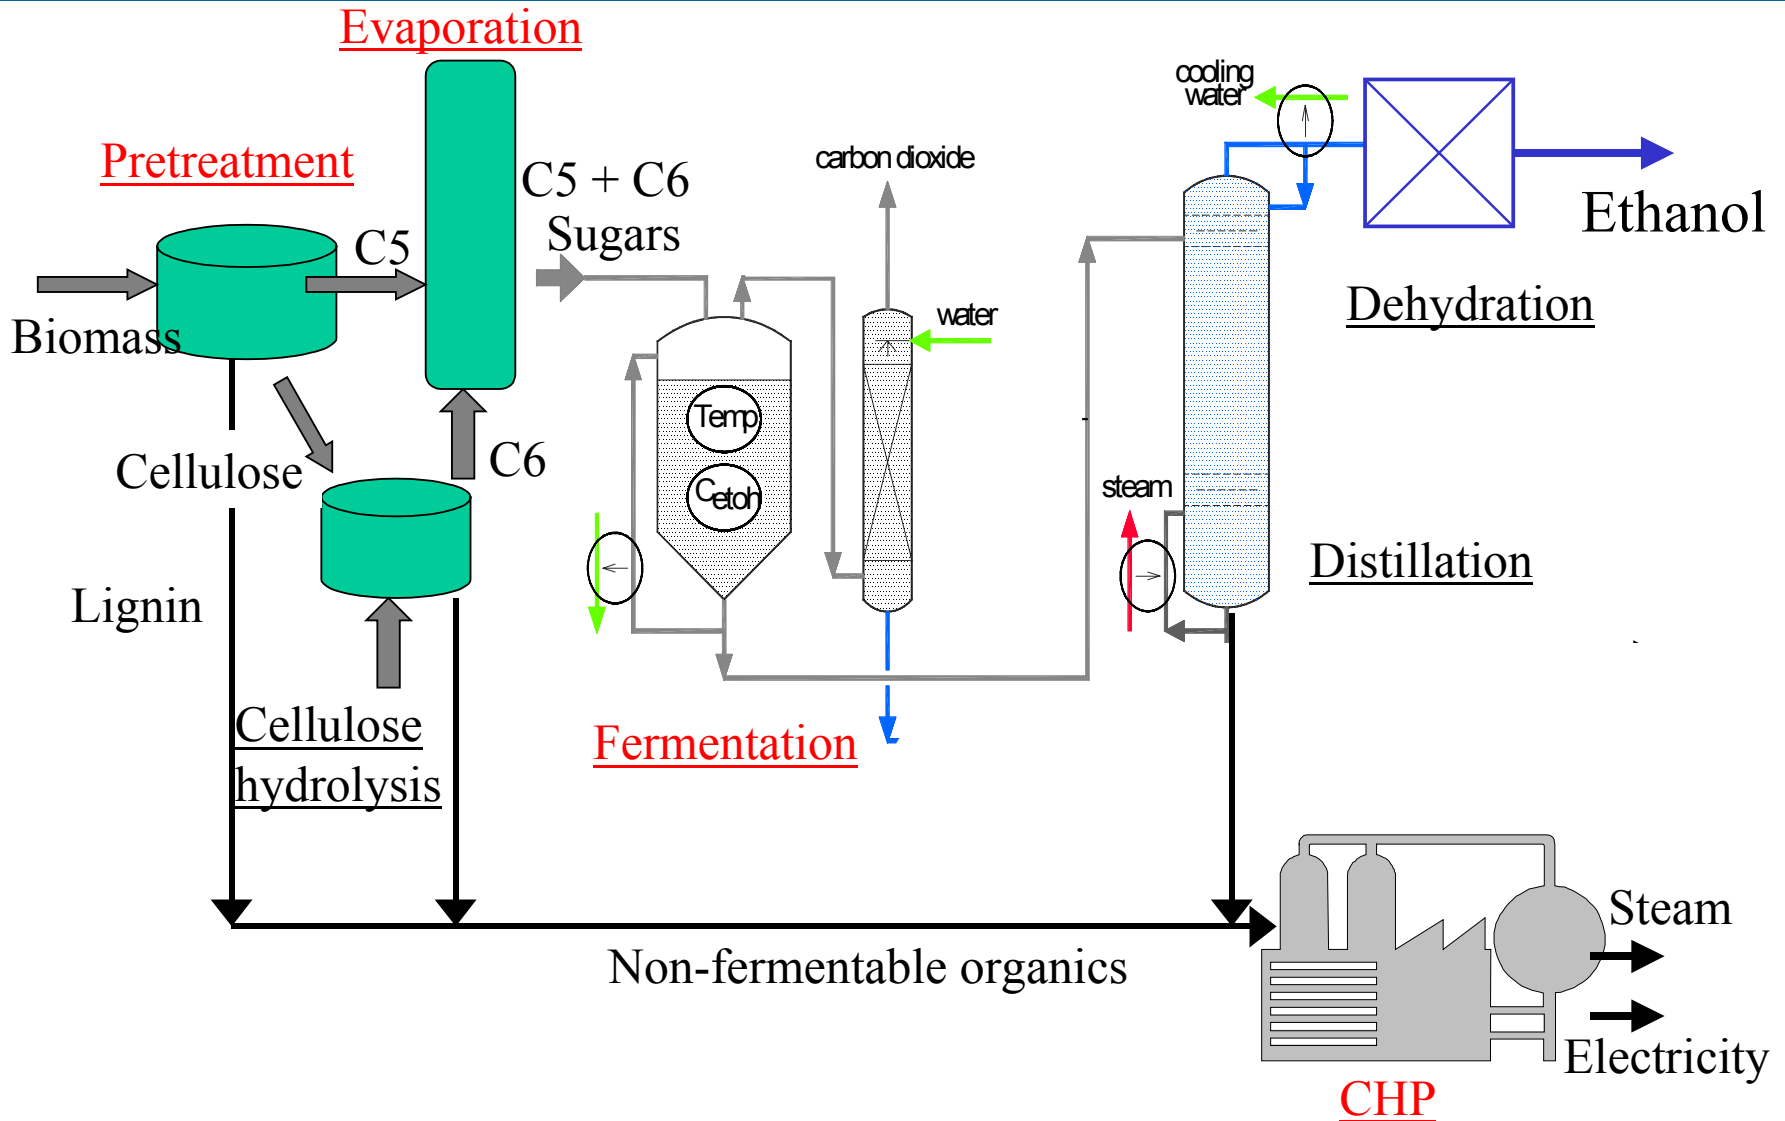 Evaporation
Pretreatment
C5
Biomass
C5 + C6
Sugars
Cellulose
C6
Lignin
Cellulose
hydrolysis
carbon dioxide
water
Temp
Cetoh
Fermentation
cooling
water
steam
Ethanol
Dehydration
Distillation
Non-fermentable organics
Steam
Electricity
CHP